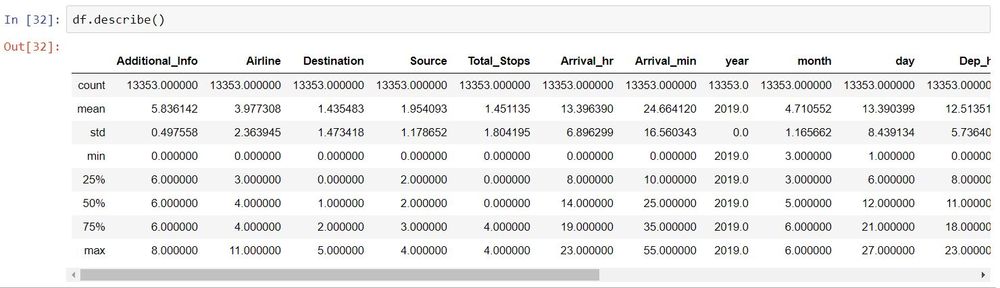 In [32]: df.describe()
Out[32]:
Additional_Info Airline Destination Source Total_Stops Arrival_hr Arrival_min year month day Dep_h
count 13353.000000 13353.000000 13353.000000 13353.000000 13353.000000 13353.000000 13353.000000 13353.0 13353.000000 13353.000000 13353.00000
mean 5.836142 3.977308 1.435483 1.954093 1.451135 13.396390 24.664120 2019.0 4.710552 13.390399 12.51351
std 0.497558 2.363945 1.473418 1.178652 1.804195 6.896299 16.560343 0.0 1.165662 8.439134 5.73640
min 0.000000 0.000000 0.000000 0.000000 0.000000 0.000000 0.000000 2019.0 3.000000 1.000000 0.00000
25% 6.000000 3.000000 0.000000 2.000000 0.000000 8.000000 10.000000 2019.0 3.000000 6.000000 8.00000
50% 6.000000 4.000000 1.000000 2.000000 0.000000 14.000000 25.000000 2019.0 5.000000 12.000000 11.00000
75% 6.000000 4.000000 2.000000 3.000000 4.000000 19.000000 35.000000 2019.0 6.000000 21.000000 18.00000
max 8.000000 11.000000 5.000000 4.000000 4.000000 23.000000 55.000000 2019.0 6.000000 27.000000 23.00000